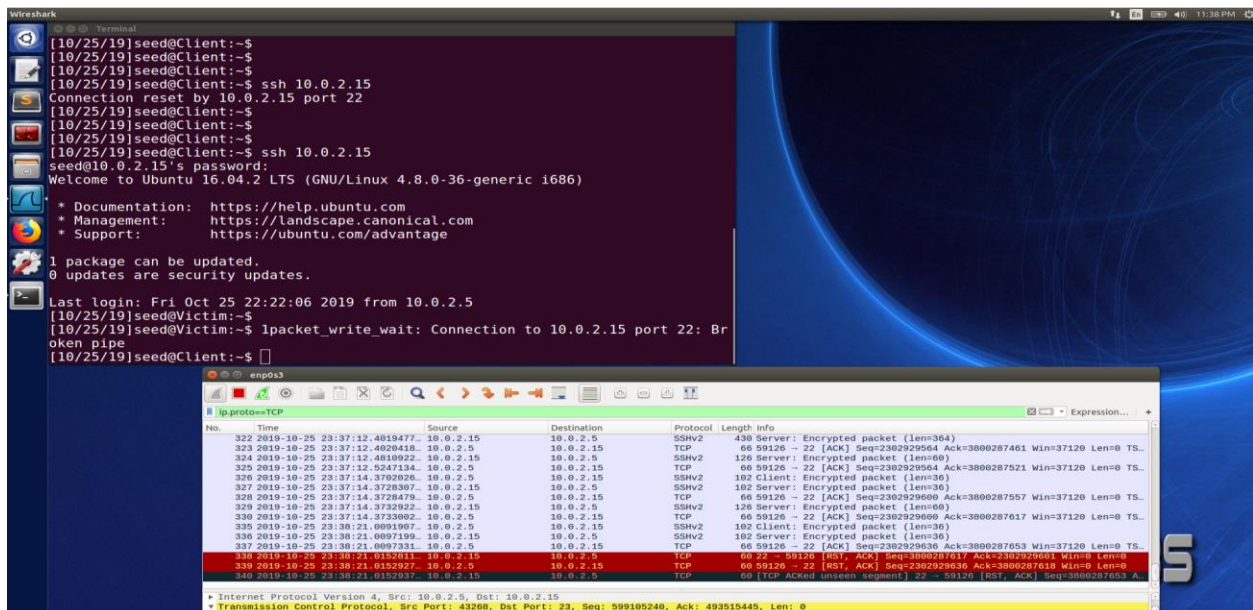 Wireshark
En
11:38 PM
Terminal
[10/25/19]seed@Client:~$
[10/25/19]seed@Client:~$
[10/25/19]seed@Client:~$
[10/25/19]seed@Client:~$ ssh 10.0.2.15
Connection reset by 10.0.2.15 port 22
[10/25/19]seed@Client:~$
[10/25/19]seed@Client:~$
[10/25/19]seed@Client:~$
[10/25/19]seed@Client:~$ ssh 10.0.2.15
seed@10.0.2.15's password:
Welcome to Ubuntu 16.04.2 LTS (GNU/Linux 4.8.0-36-generic i686)
* Documentation: https://help.ubuntu.com
* Management: https://landscape.canonical.com
* Support: https://ubuntu.com/advantage
1 package can be updated.
0 updates are security updates.
Last login: Fri Oct 25 22:22:06 2019 from 10.0.2.5
[10/25/19]seed@Victim:~$
[10/25/19]seed@Victim:~$ 1packet_write_wait: Connection to 10.0.2.15 port 22: Br
oken pipe
[10/25/19]seed@Client:~$
enp0s3
ip.proto==TCP
Expression... +
No. Time Source Destination Protocol Length Info
322 2019-10-25 23:37:12.4019477… 10.0.2.15 10.0.2.5 SSHv2 430 Server: Encrypted packet (len=364)
323 2019-10-25 23:37:12.4020418… 10.0.2.5 10.0.2.15 TCP 66 59126 → 22 [ACK] Seq=2302929564 Ack=3800287461 Win=37120 Len=0 TS…
324 2019-10-25 23:37:12.4810922… 10.0.2.15 10.0.2.5 SSHv2 126 Server: Encrypted packet (len=60)
325 2019-10-25 23:37:12.5247134… 10.0.2.5 10.0.2.15 TCP 66 59126 → 22 [ACK] Seq=2302929564 Ack=3800287521 Win=37120 Len=0 TS…
326 2019-10-25 23:37:14.3702026… 10.0.2.5 10.0.2.15 SSHv2 102 Client: Encrypted packet (len=36)
327 2019-10-25 23:37:14.3728307… 10.0.2.15 10.0.2.5 SSHv2 102 Server: Encrypted packet (len=36)
328 2019-10-25 23:37:14.3728479… 10.0.2.5 10.0.2.15 TCP 66 59126 → 22 [ACK] Seq=2302929600 Ack=3800287557 Win=37120 Len=0 TS…
329 2019-10-25 23:37:14.3732922… 10.0.2.15 10.0.2.5 SSHv2 126 Server: Encrypted packet (len=60)
330 2019-10-25 23:37:14.3733002… 10.0.2.5 10.0.2.15 TCP 66 59126 → 22 [ACK] Seq=2302929600 Ack=3800287617 Win=37120 Len=0 TS…
335 2019-10-25 23:38:21.0091907… 10.0.2.5 10.0.2.15 SSHv2 102 Client: Encrypted packet (len=36)
336 2019-10-25 23:38:21.0097199… 10.0.2.15 10.0.2.5 SSHv2 102 Server: Encrypted packet (len=36)
337 2019-10-25 23:38:21.0097331… 10.0.2.5 10.0.2.15 TCP 66 59126 → 22 [ACK] Seq=2302929636 Ack=3800287653 Win=37120 Len=0 TS…
338 2019-10-25 23:38:21.0152811… 10.0.2.15 10.0.2.5 TCP 60 22 → 59126 [RST, ACK] Seq=3800287617 Ack=2302929601 Win=0 Len=0
339 2019-10-25 23:38:21.0152927… 10.0.2.5 10.0.2.15 TCP 60 59126 → 22 [RST, ACK] Seq=2302929636 Ack=3800287618 Win=0 Len=0
340 2019-10-25 23:38:21.0152937… 10.0.2.15 10.0.2.5 TCP 60 [TCP ACKed unseen segment] 22 → 59126 [RST, ACK] Seq=3800287653 A…
Internet Protocol Version 4, Src: 10.0.2.5, Dst: 10.0.2.15
Transmission Control Protocol, Src Port: 43268, Dst Port: 23, Seq: 599105240, Ack: 493515445, Len: 0